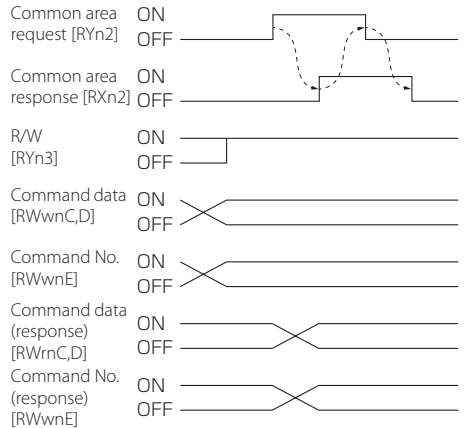 Common area ON
request [RYn2] OFF
Common area ON
response [RXn2] OFF
R/W ON
[RYn3] OFF
Command data ON
[RWwnC,D] OFF
Command No. ON
[RWwnE] OFF
Command data
(response) ON
[RWrnC,D] OFF
Command No. ON
(response) OFF
[RWwnE]